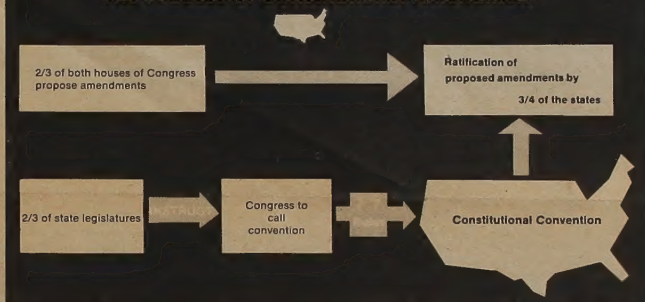 2/3 of both houses of Congress
propose amendments
Ratification of
proposed amendments by
3/4 of the states
2/3 of state legislatures
INSTRUCT
Congress to
call
convention
Constitutional Convention